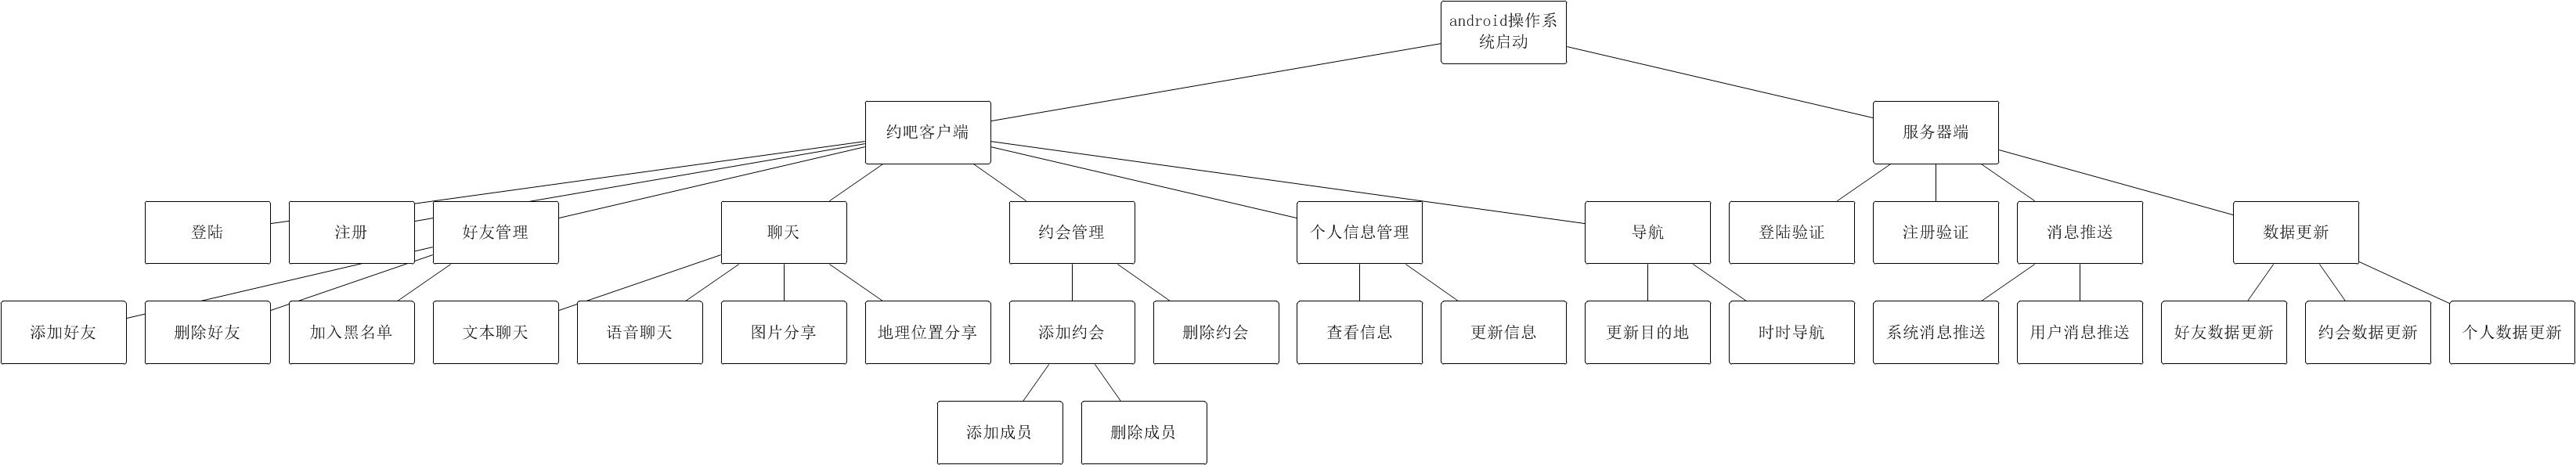 android操作系
统启动
约吧客户端
服务器端
登陆
注册
好友管理
聊天
约会管理
个人信息管理
导航
登陆验证
注册验证
消息推送
数据更新
添加好友
删除好友
加入黑名单
文本聊天
语音聊天
图片分享
地理位置分享
添加约会
删除约会
查看信息
更新信息
更新目的地
时时导航
系统消息推送
用户消息推送
好友数据更新
约会数据更新
个人数据更新
添加成员
删除成员